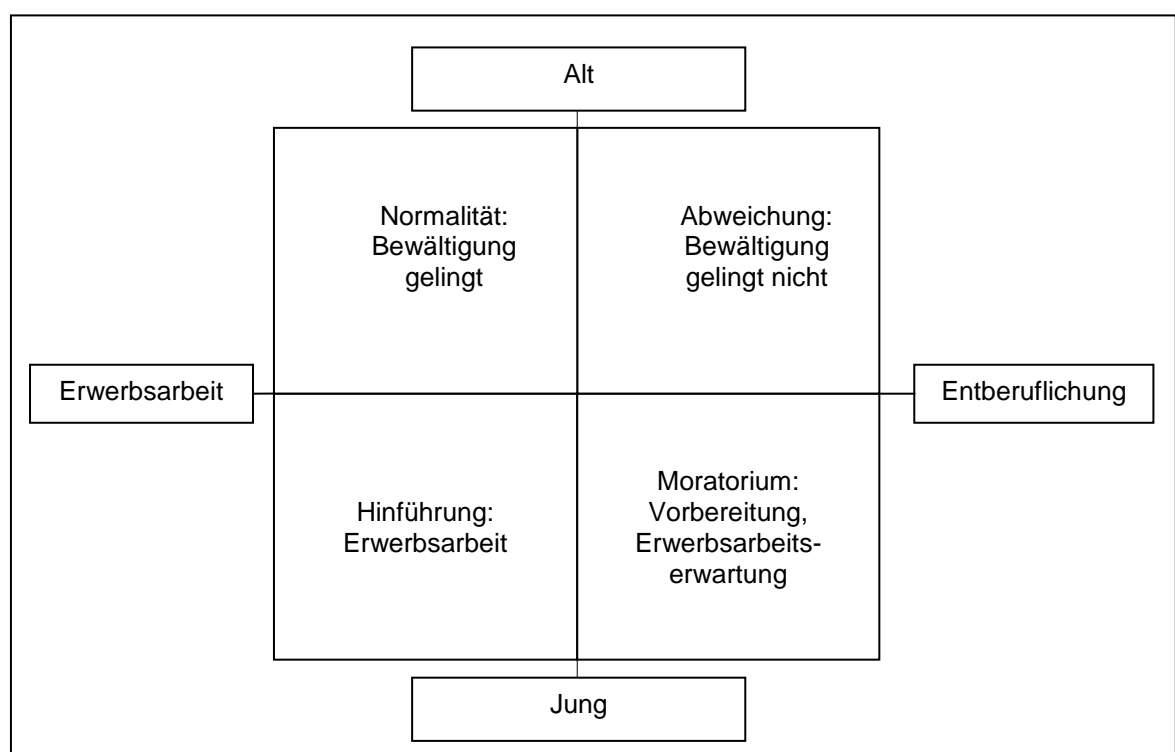 Alt
Normalität:
Bewältigung
gelingt
Abweichung:
Bewältigung
gelingt nicht
Erwerbsarbeit
Entberuflichung
Hinführung:
Erwerbsarbeit
Moratorium:
Vorbereitung,
Erwerbsarbeits-
erwartung
Jung